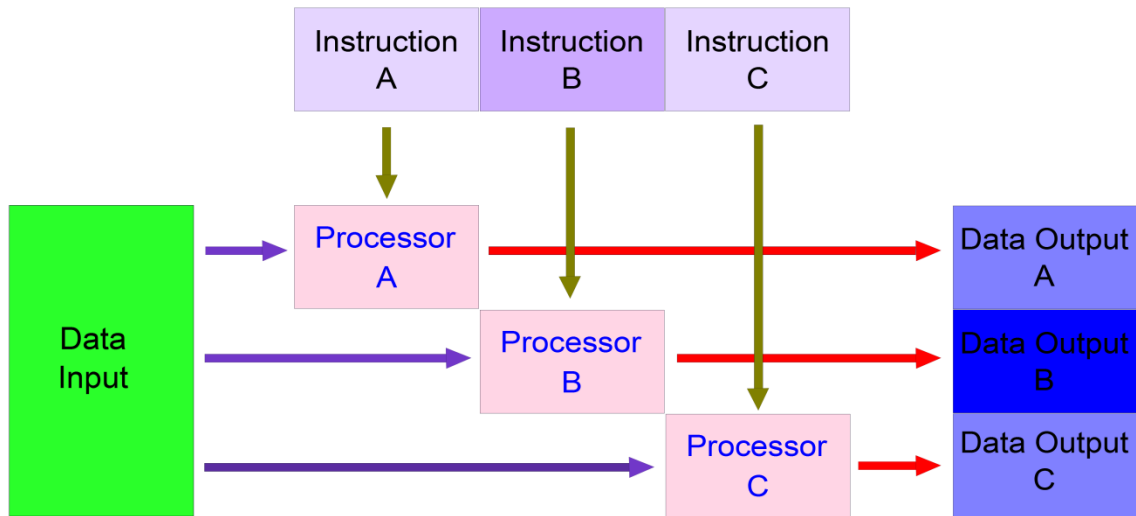 Instruction
A
Instruction
B
Instruction
C
Data
Input
Processor
A
Processor
B
Processor
C
Data Output
A
Data Output
B
Data Output
C